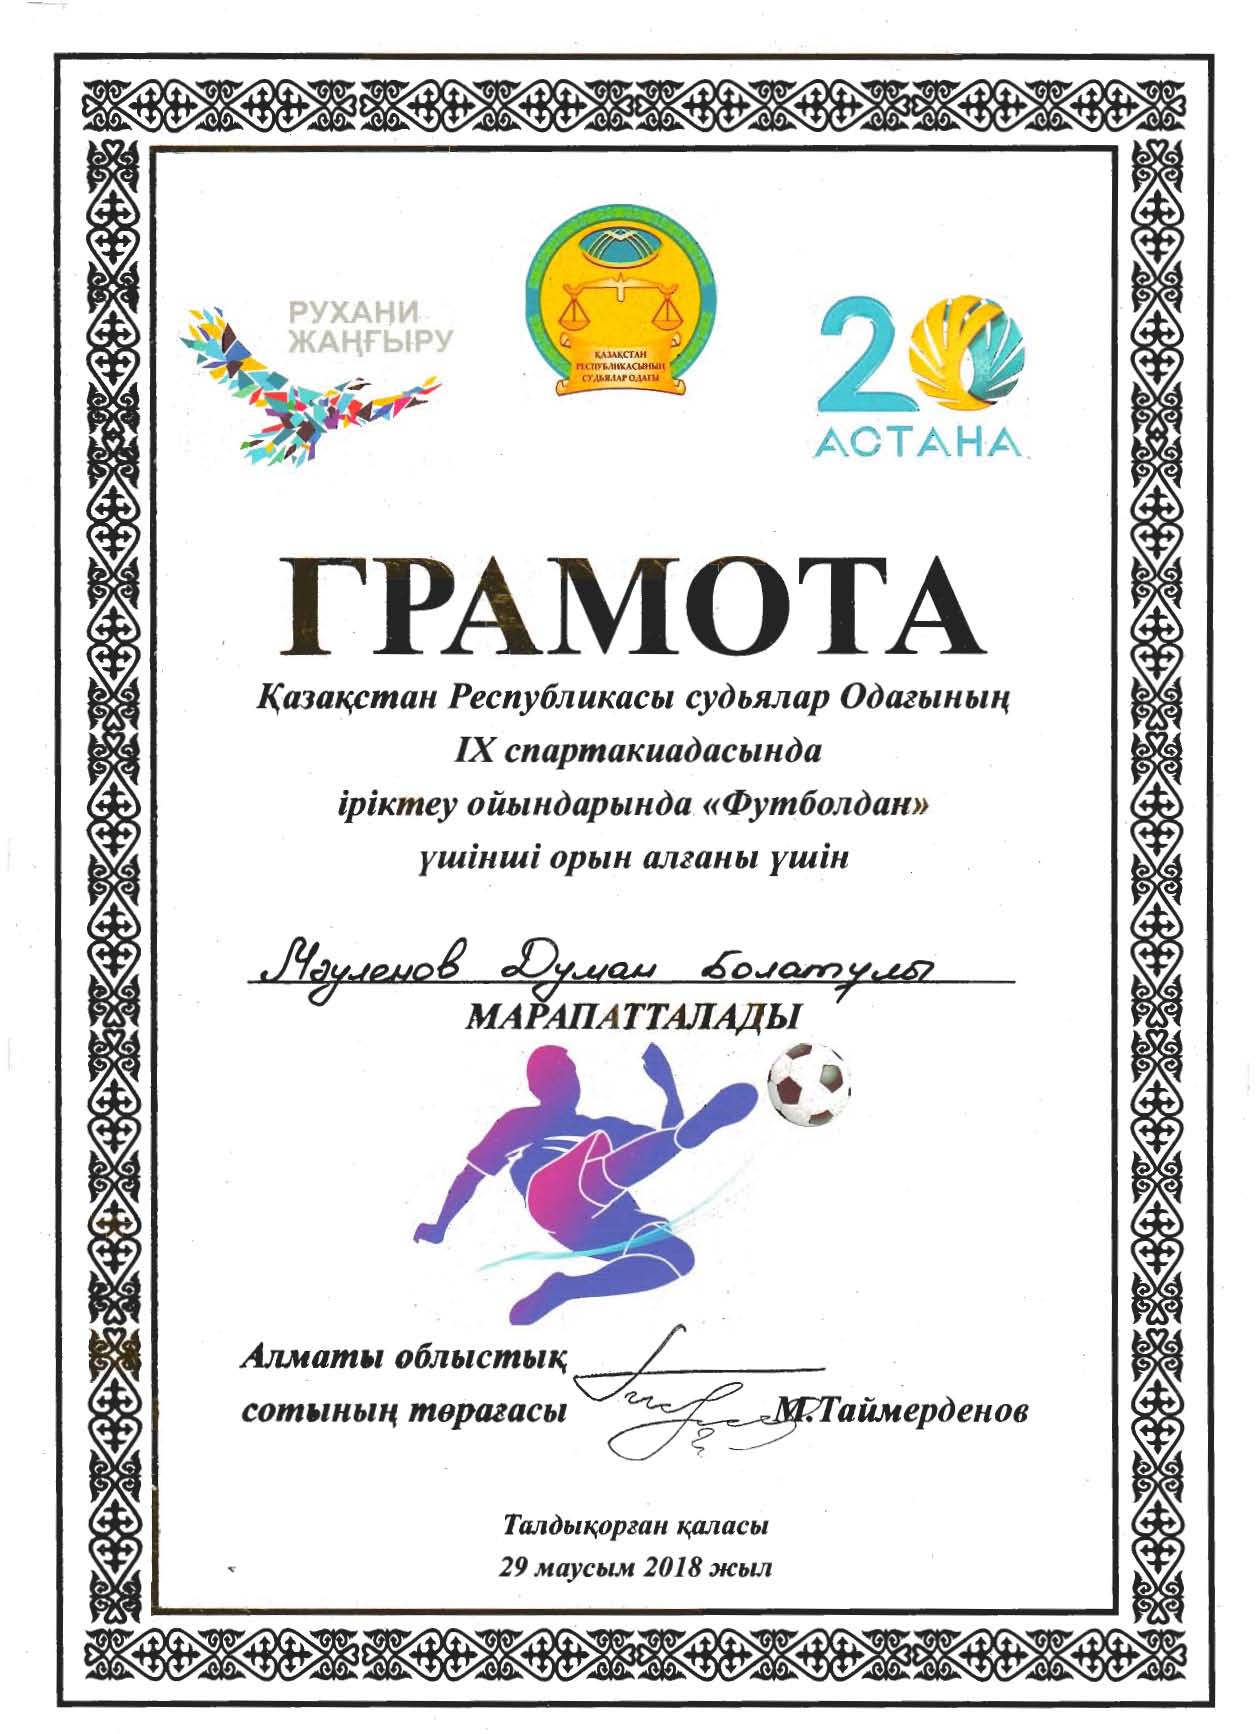 РУХАНИ
ЖАҢҒЫРУ
ҚАЗАҚСТАН
РЕСПУБЛИКАСЫНЫҢ
СУДЬЯЛАР ОДАҒЫ
20
АСТАНА
ГРАМОТА
Қазақстан Республикасы судьялар Одағының
IX спартакиадасында
іріктеу ойындарында «Футболдан»
үшінші орын алғаны үшін
Мәуленов Думан Болатұлы
МАРАПАТТАЛАДЫ
Алматы облыстық
сотының төрағасы М.Таймерденов
Талдықорған қаласы
29 маусым 2018 жыл